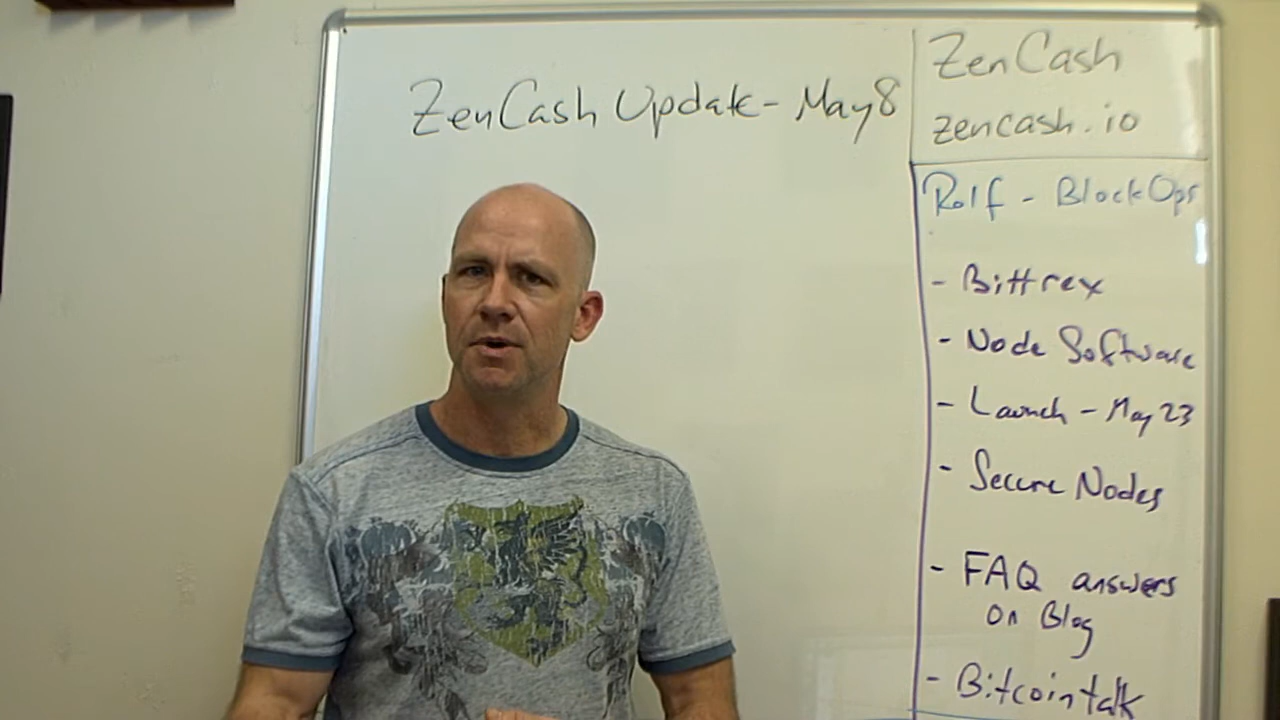 ZenCash Update - May 8
ZenCash
zencash.io
Rolf - BlockOps
- Bittrex
- Node Software
- Launch - May 23
- Secure Nodes
- FAQ answers
on Blog
- Bitcointalk